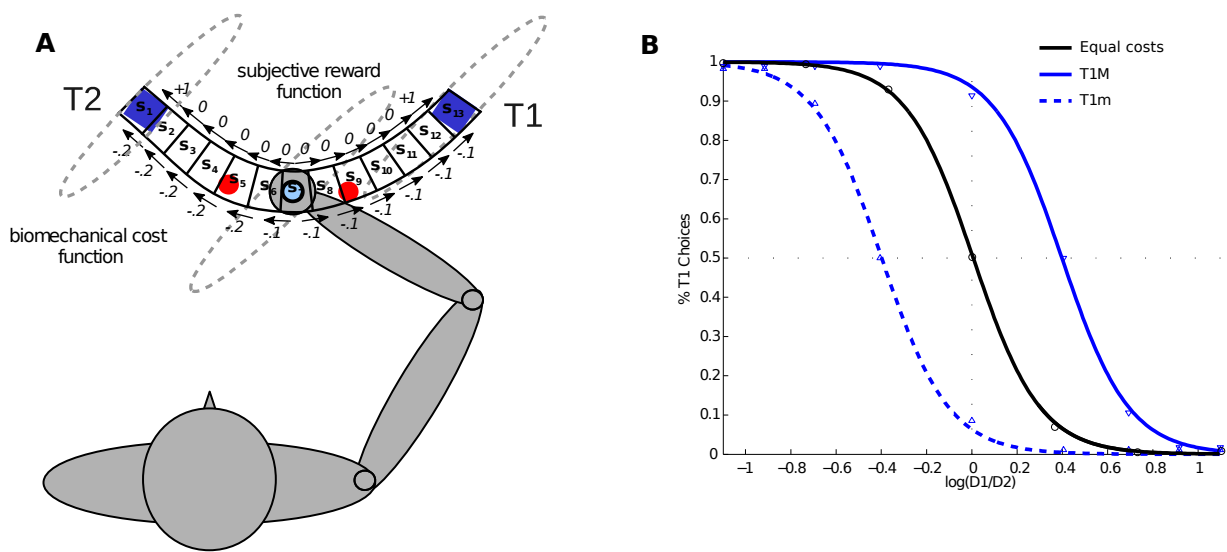 A
subjective reward
function
T2
T1
+1
0
0
0
0
0
0
0
0
0
0
+1
S1
S2
S3
S4
S5
S6
S8
S9
S10
S11
S12
S13
-.2
-.2
-.2
-.2
-.2
-.1
-.1
-.1
-.1
-.1
-.1
-.1
biomechanical cost
function
B
Equal costs
T1M
T1m
% T1 Choices
1
0.9
0.8
0.7
0.6
0.5
0.4
0.3
0.2
0.1
0
−1
−0.8
−0.6
−0.4
−0.2
0
0.2
0.4
0.6
0.8
1
log(D1/D2)